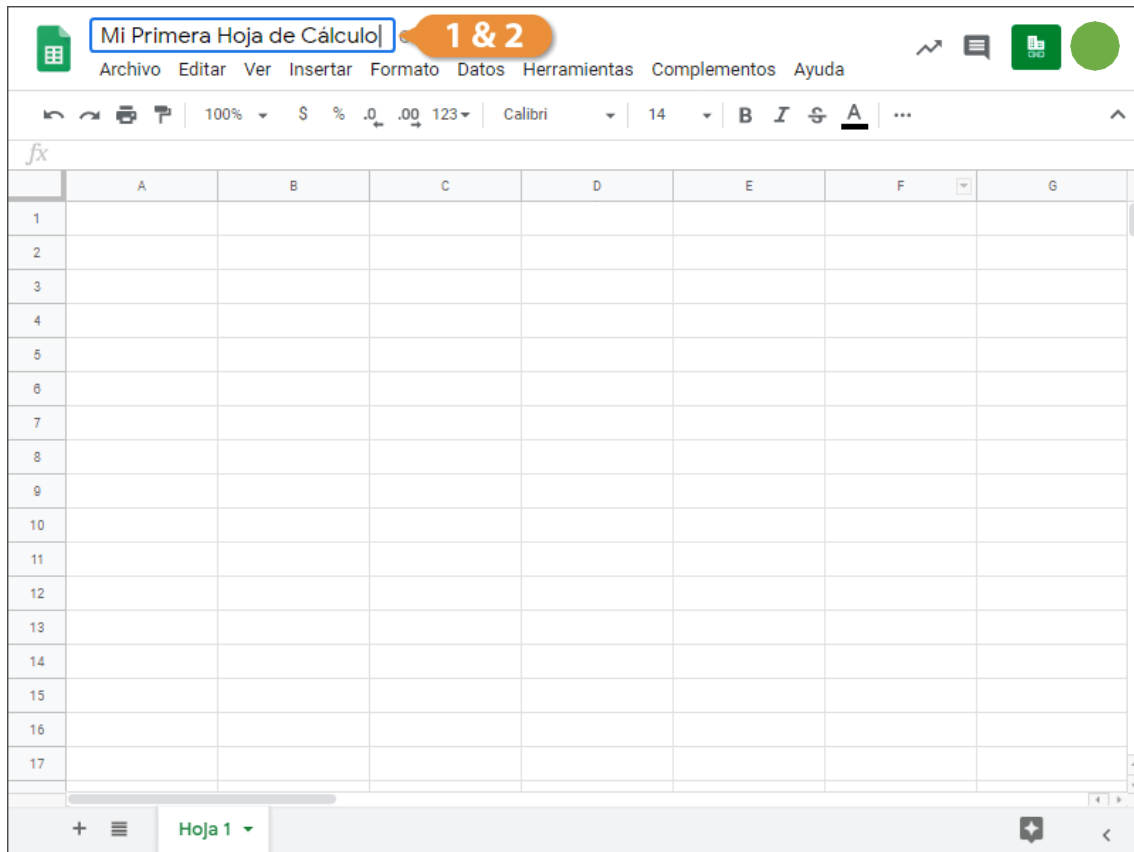 Mi Primera Hoja de Cálculo
1 & 2
Archivo Editar Ver Insertar Formato Datos Herramientas Complementos Ayuda
100% $ % .0 .00 123 Calibri 14 B I S A ...
fx
A B C D E F G
1
2
3
4
5
6
7
8
9
10
11
12
13
14
15
16
17
+ Hoja 1